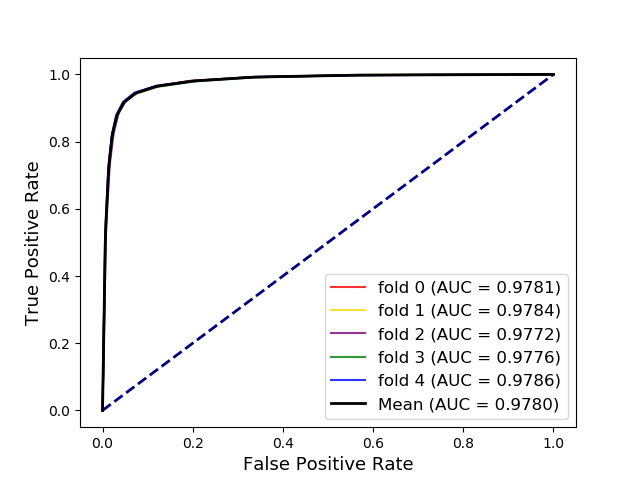 1.0
0.8
0.6
0.4
0.2
0.0
True Positive Rate
fold 0 (AUC = 0.9781)
fold 1 (AUC = 0.9784)
fold 2 (AUC = 0.9772)
fold 3 (AUC = 0.9776)
fold 4 (AUC = 0.9786)
Mean (AUC = 0.9780)
0.0 0.2 0.4 0.6 0.8 1.0
False Positive Rate